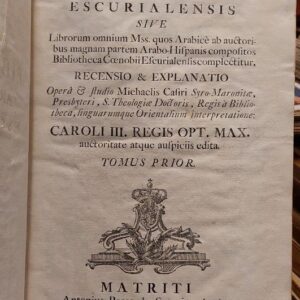 ESCURIALENSIS
SIVE
Librorum omnium Mss. quos Arabicè ab auctori-
bus magnam partem Arabo-Hispanis compositos
Bibliotheca Cœnobii Escurialensis complectitur.
RECENSIO & EXPLANATIO
Operâ & studio Michaelis Casiri Syro-Maronitæ,
Presbyteri, S. Theologiæ Doctoris, Regis à Biblio-
theca, linguarumque Orientalium interpretatione:
CAROLI III. REGIS OPT. MAX.
auctoritate atque auspiciis edita.
TOMUS PRIOR.
MATRITI
Antonius